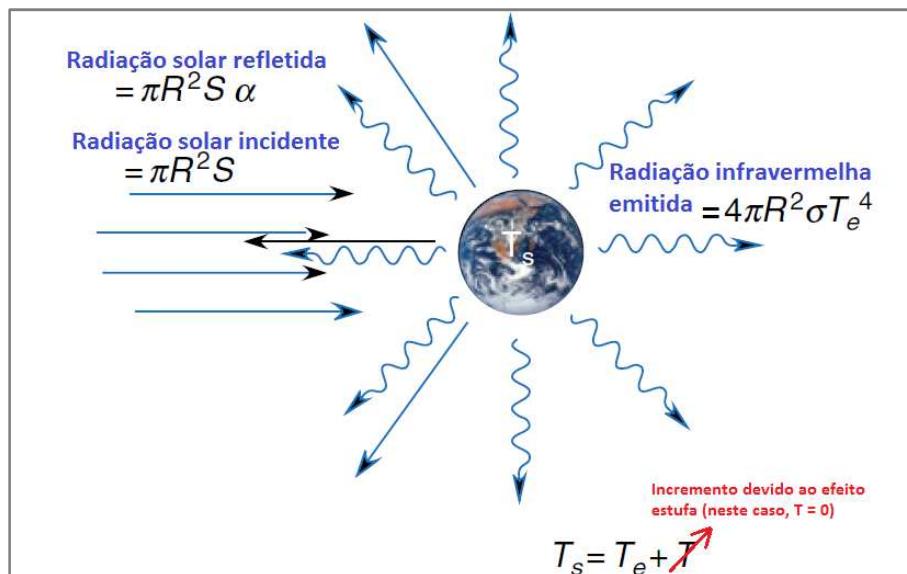 Radiação solar refletida
= πR²S α
Radiação solar incidente
= πR²S
Radiação infravermelha
emitida = 4πR²σTₑ⁴
Tₛ
Incremento devido ao efeito
estufa (neste caso, T = 0)
Tₛ = Tₑ + T